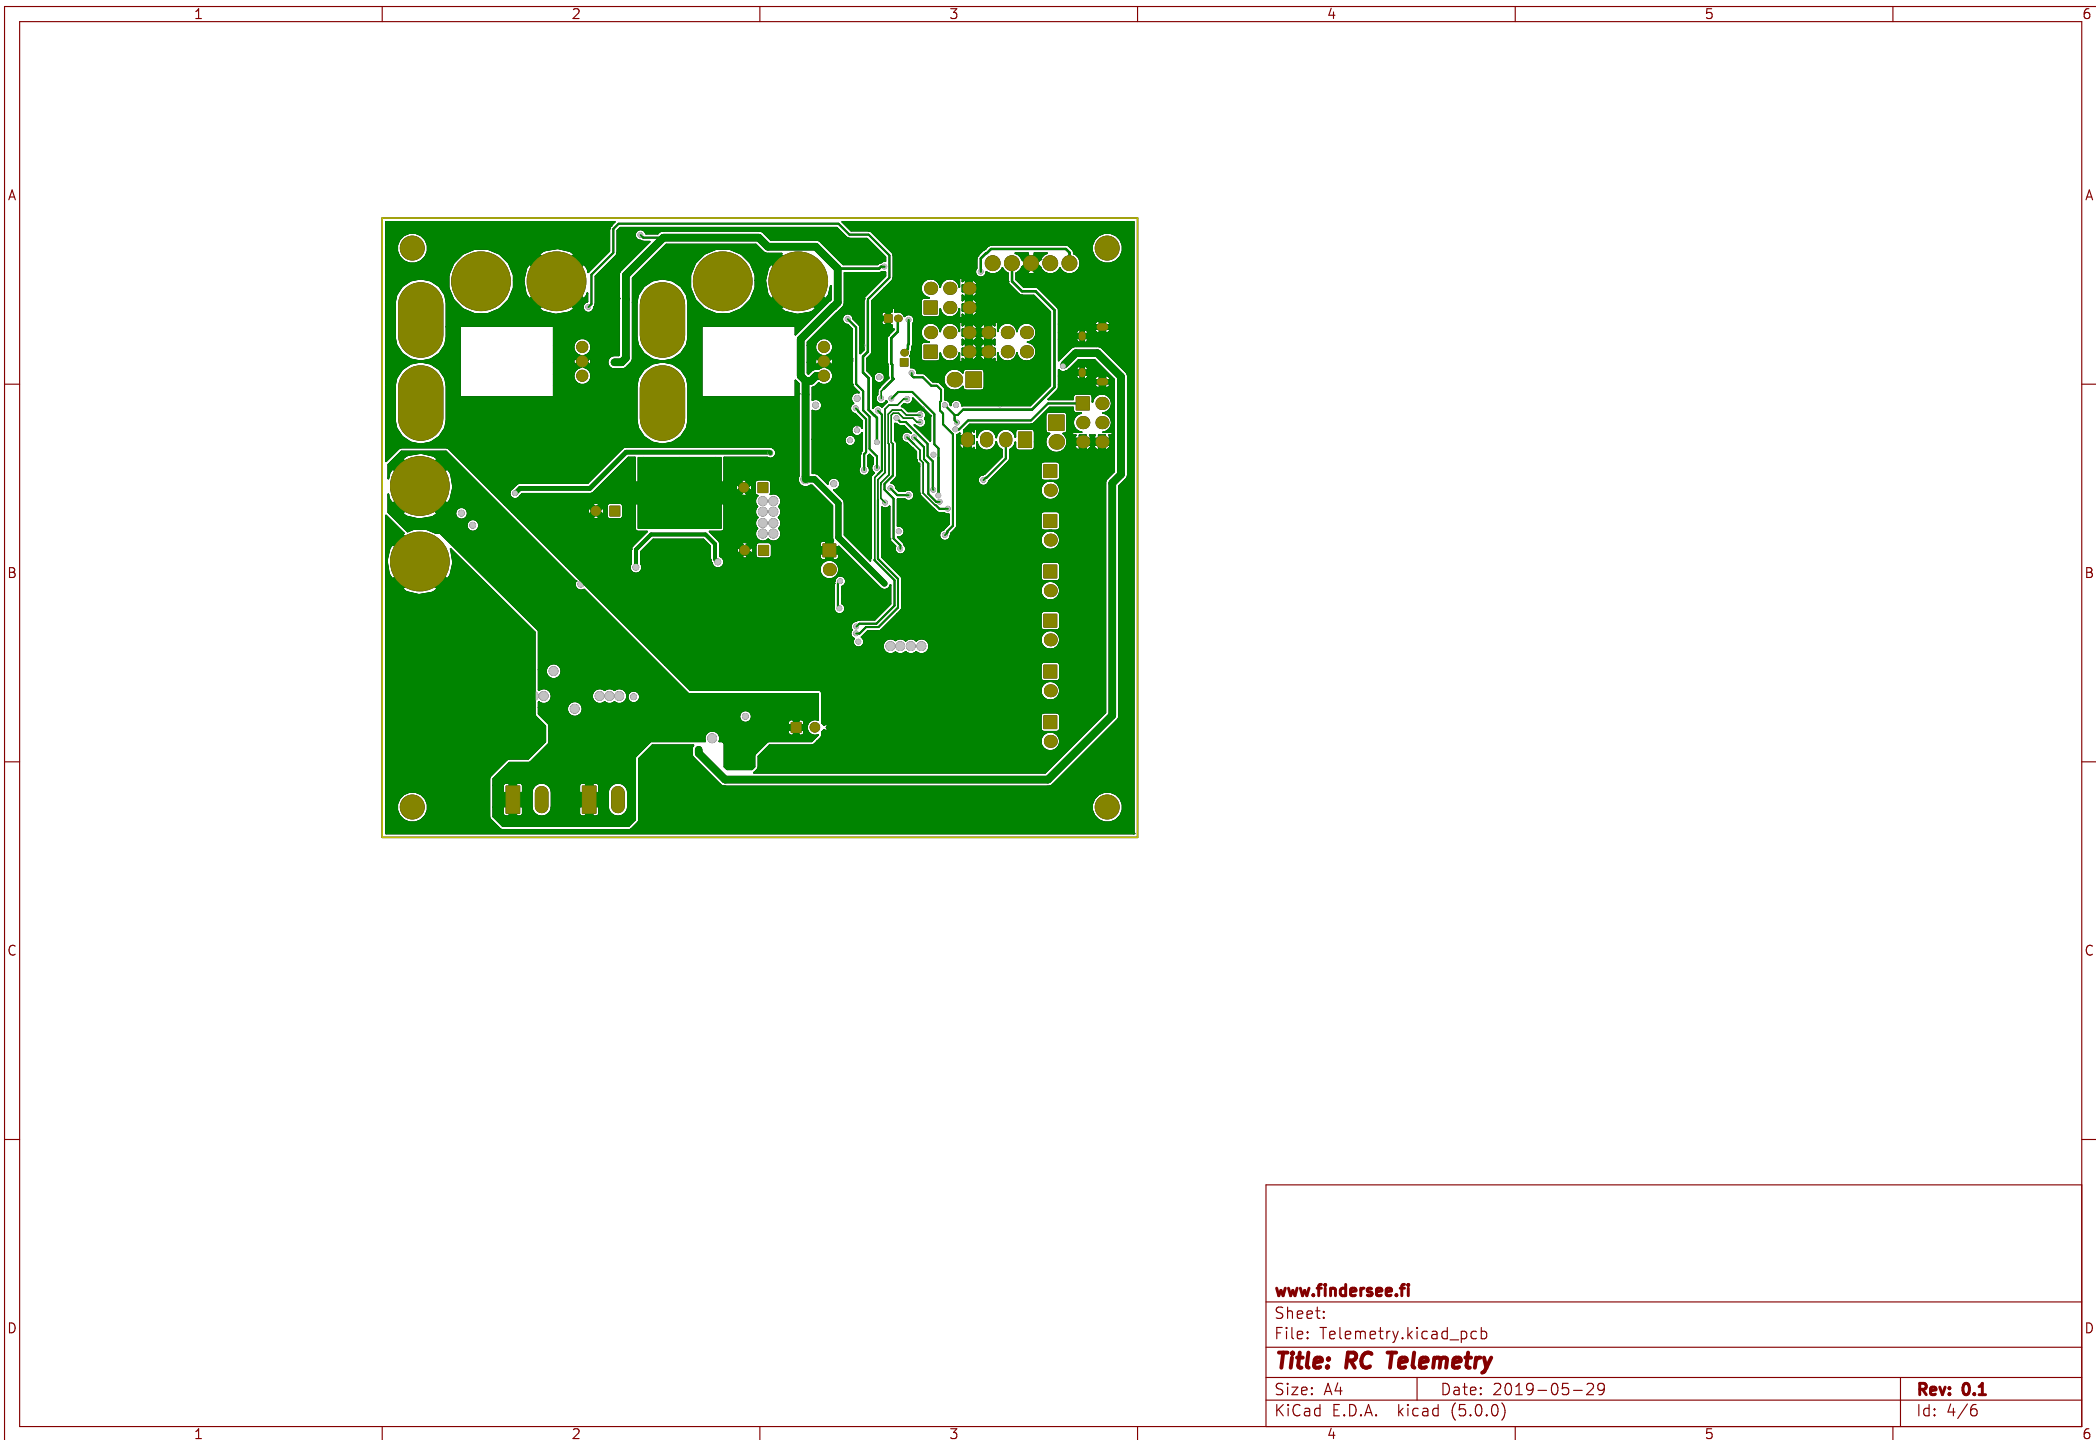 1 2 3 4 5 6
A A
B B
C C
D D
www.findersee.fi
Sheet:
File: Telemetry.kicad_pcb
Title: RC Telemetry
Size: A4 Date: 2019-05-29 Rev: 0.1
KiCad E.D.A. kicad (5.0.0) Id: 4/6
1 2 3 4 5 6